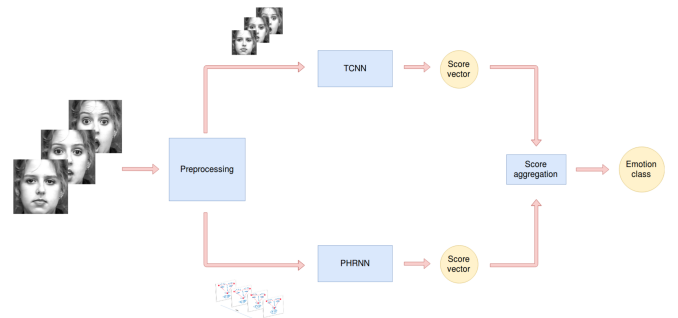 TCNN
Score
vector
Preprocessing
Score
aggregation
Emotion
class
PHRNN
Score
vector